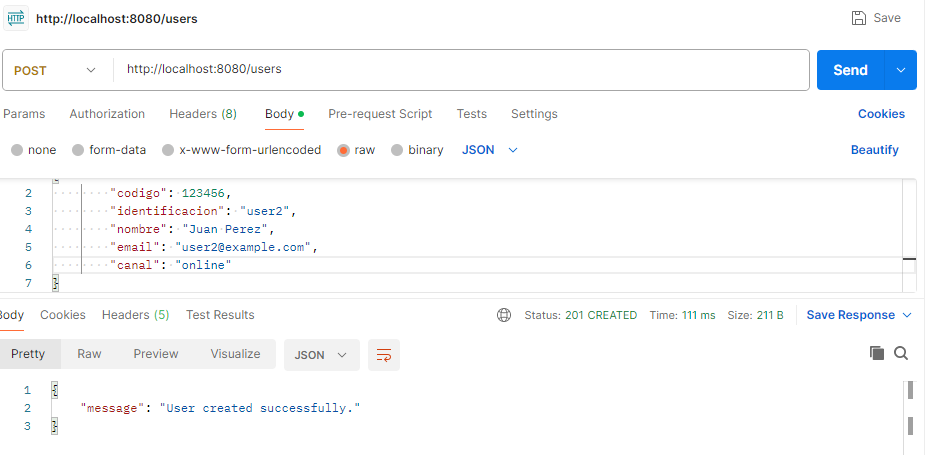 HTTP http://localhost:8080/users Save
POST http://localhost:8080/users Send
Params Authorization Headers (8) Body Pre-request Script Tests Settings Cookies
none form-data x-www-form-urlencoded raw binary JSON Beautify
2 "codigo": 123456,
3 "identificacion": "user2",
4 "nombre": "Juan Perez",
5 "email": "user2@example.com",
6 "canal": "online"
7 }
Body Cookies Headers (5) Test Results Status: 201 CREATED Time: 111 ms Size: 211 B Save Response
Pretty Raw Preview Visualize JSON
1 {
2 "message": "User created successfully."
3 }